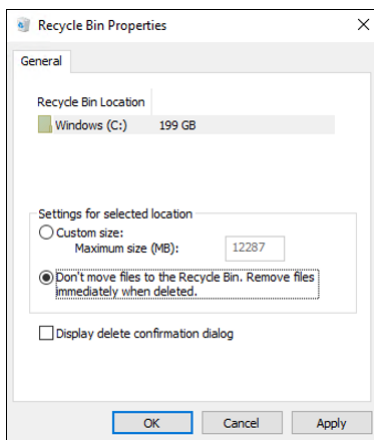 Recycle Bin Properties
General
Recycle Bin Location
Windows (C:) 199 GB
Settings for selected location
Custom size:
Maximum size (MB): 12287
Don't move files to the Recycle Bin. Remove files
immediately when deleted.
Display delete confirmation dialog
OK Cancel Apply